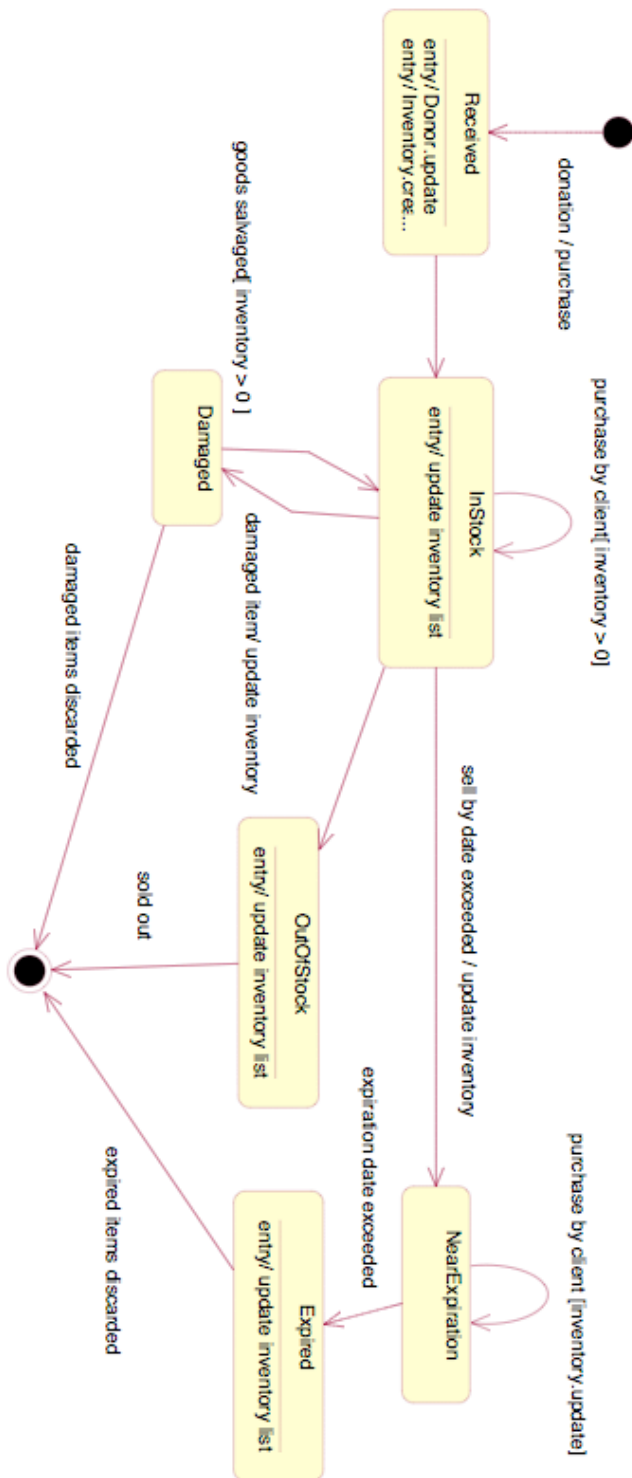 donation / purchase
Received
entry/ Donor.update
entry/ Inventory.crea...
purchase by client[ inventory > 0]
InStock
entry/ update inventory list
goods salvaged[ inventory > 0 ]
Damaged
damaged item/ update inventory
damaged items discarded
sell by date exceeded / update inventory
OutOfStock
entry/ update inventory list
sold out
purchase by client [inventory.update]
NearExpiration
expiration date exceeded
Expired
entry/ update inventory list
expired items discarded